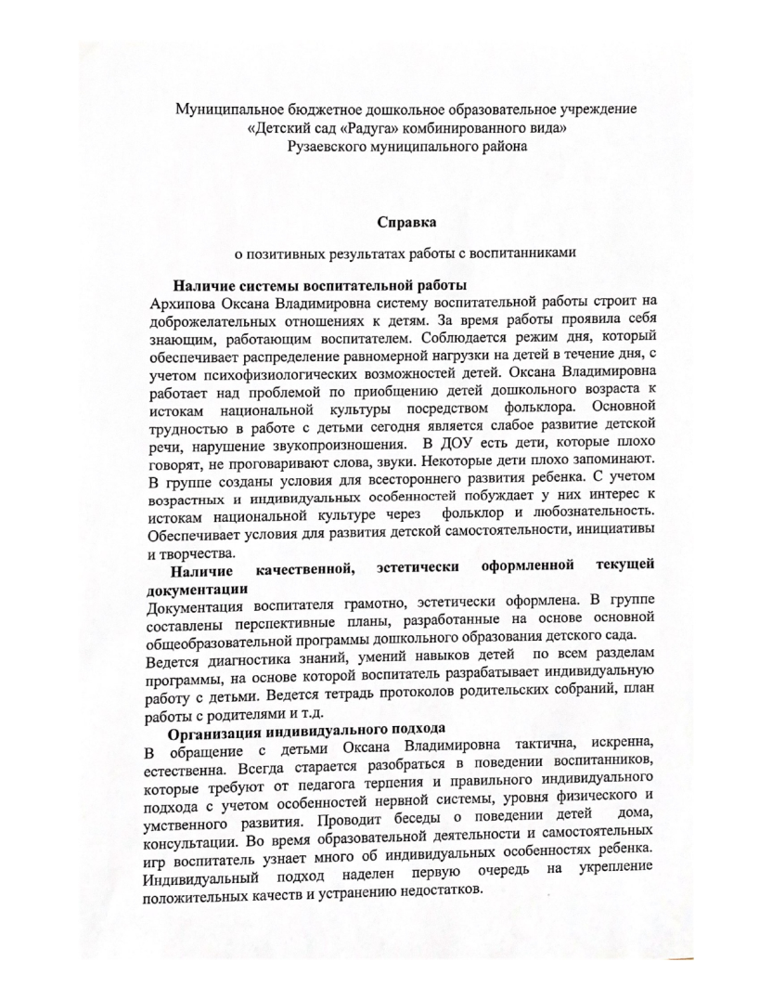 Муниципальное бюджетное дошкольное образовательное учреждение
«Детский сад «Радуга» комбинированного вида»
Рузаевского муниципального района
Справка
о позитивных результатах работы с воспитанниками
Наличие системы воспитательной работы
Архипова Оксана Владимировна систему воспитательной работы строит на
доброжелательных отношениях к детям. За время работы проявила себя
знающим, работающим воспитателем. Соблюдается режим дня, который
обеспечивает распределение равномерной нагрузки на детей в течение дня, с
учетом психофизиологических возможностей детей. Оксана Владимировна
работает над проблемой по приобщению детей дошкольного возраста к
истокам национальной культуры посредством фольклора. Основной
трудностью в работе с детьми сегодня является слабое развитие детской
речи, нарушение звукопроизношения. В ДОУ есть дети, которые плохо
говорят, не проговаривают слова, звуки. Некоторые дети плохо запоминают.
В группе созданы условия для всестороннего развития ребенка. С учетом
возрастных и индивидуальных особенностей побуждает у них интерес к
истокам национальной культуре через фольклор и любознательность.
Обеспечивает условия для развития детской самостоятельности, инициативы
и творчества.
Наличие качественной, эстетически оформленной текущей
документации
Документация воспитателя грамотно, эстетически оформлена. В группе
составлены перспективные планы, разработанные на основе основной
общеобразовательной программы дошкольного образования детского сада.
Ведется диагностика знаний, умений навыков детей по всем разделам
программы, на основе которой воспитатель разрабатывает индивидуальную
работу с детьми. Ведется тетрадь протоколов родительских собраний, план
работы с родителями и т.д.
Организация индивидуального подхода
В обращение с детьми Оксана Владимировна тактична, искренна,
естественна. Всегда старается разобраться в поведении воспитанников,
которые требуют от педагога терпения и правильного индивидуального
подхода с учетом особенностей нервной системы, уровня физического и
умственного развития. Проводит беседы о поведении детей дома,
консультации. Во время образовательной деятельности и самостоятельных
игр воспитатель узнает много об индивидуальных особенностях ребенка.
Индивидуальный подход наделен первую очередь на укрепление
положительных качеств и устранению недостатков.